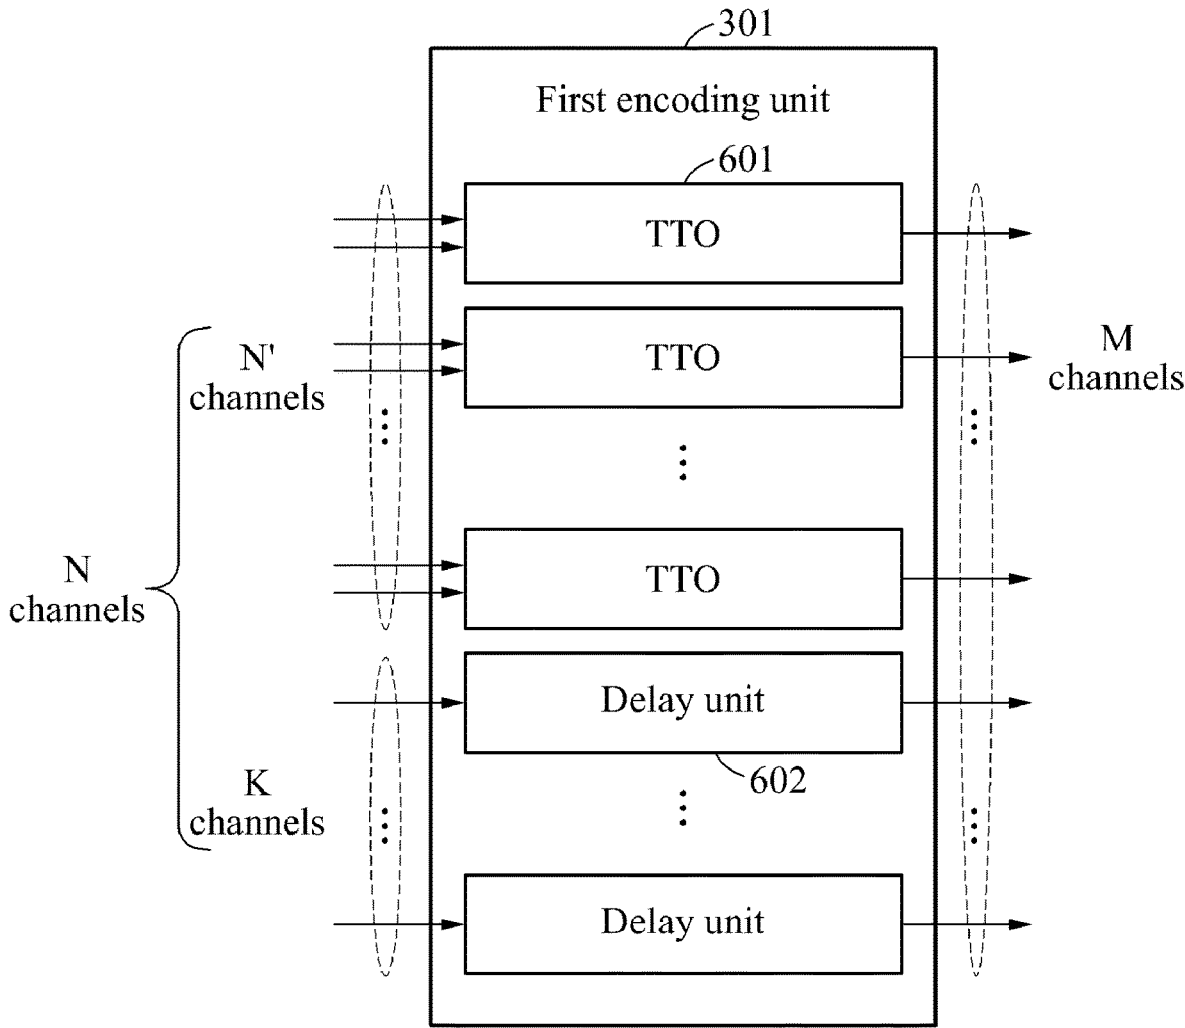 301
First encoding unit
601
TTO
N'
channels
TTO
M
channels
N
channels
TTO
Delay unit
602
K
channels
Delay unit